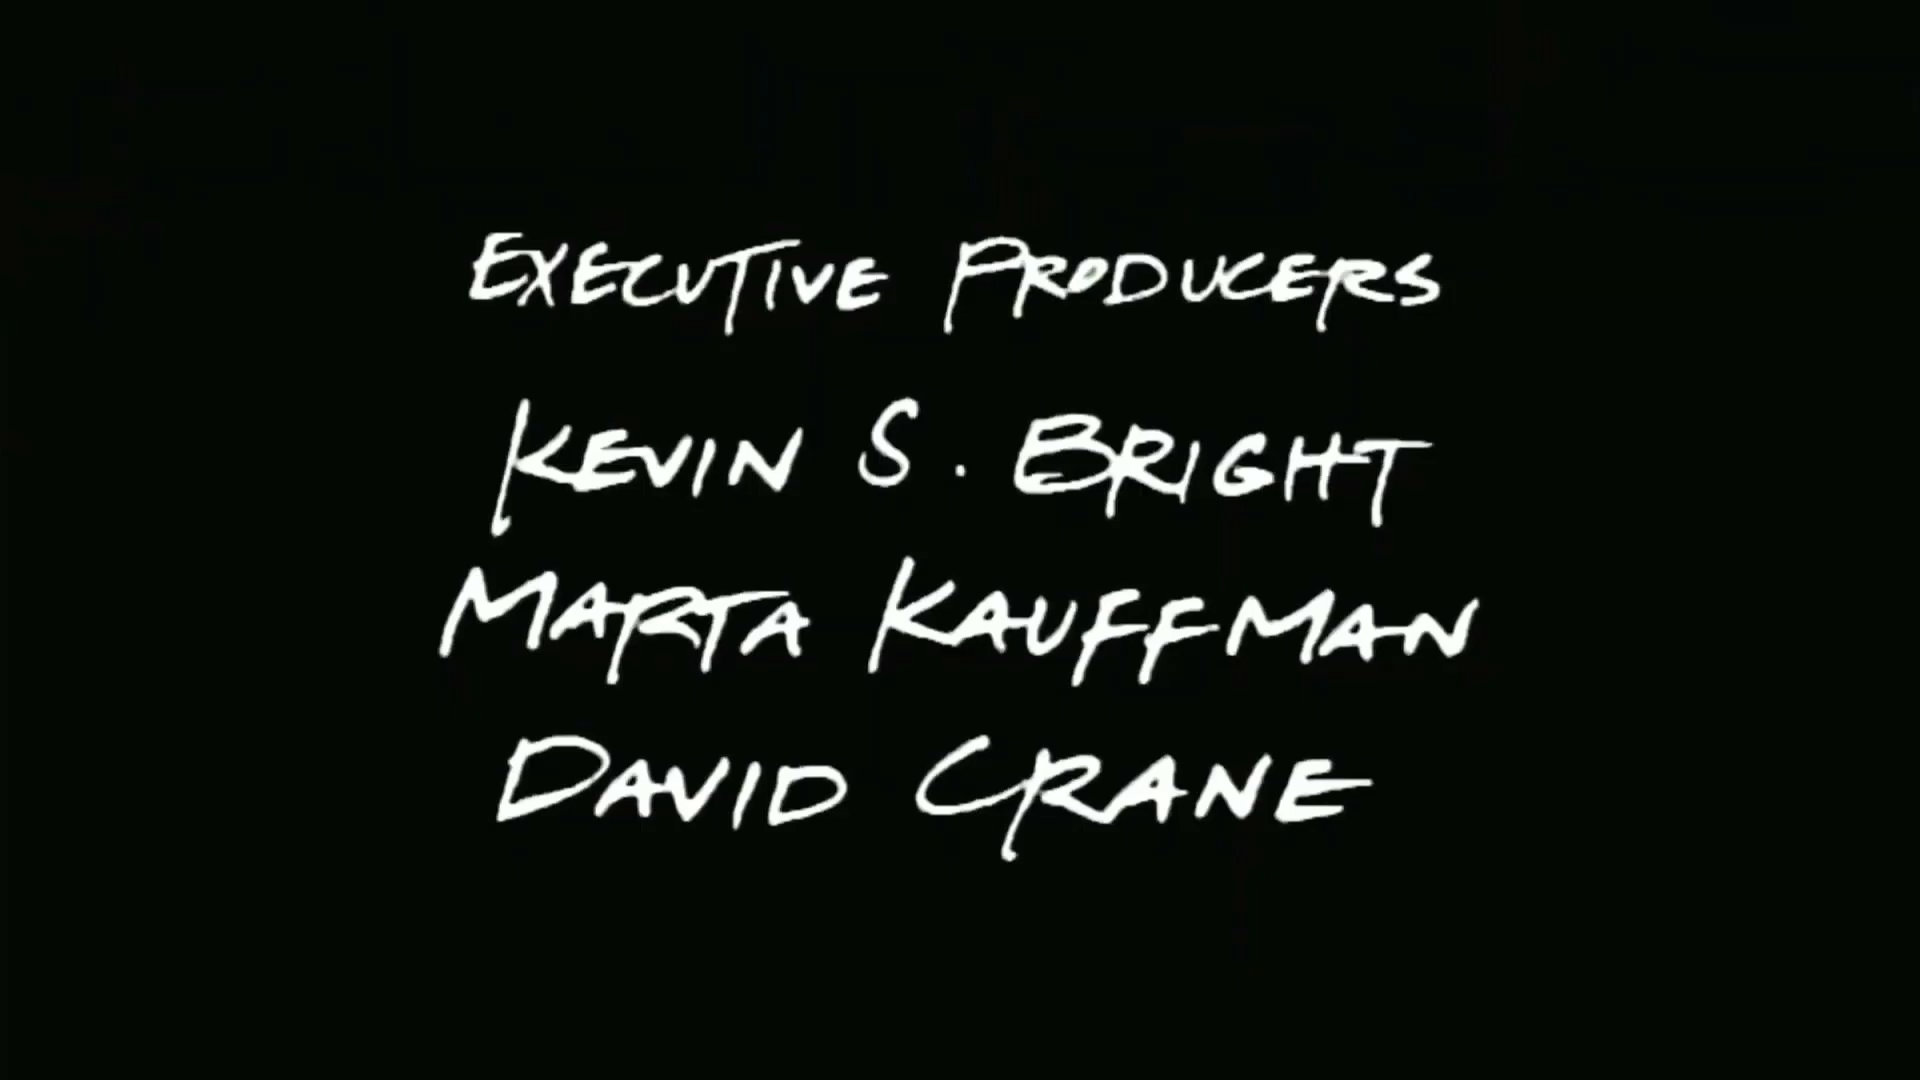 EXECUTIVE PRODUCERS
KEVIN S. BRIGHT
MARTA KAUFFMAN
DAVID CRANE